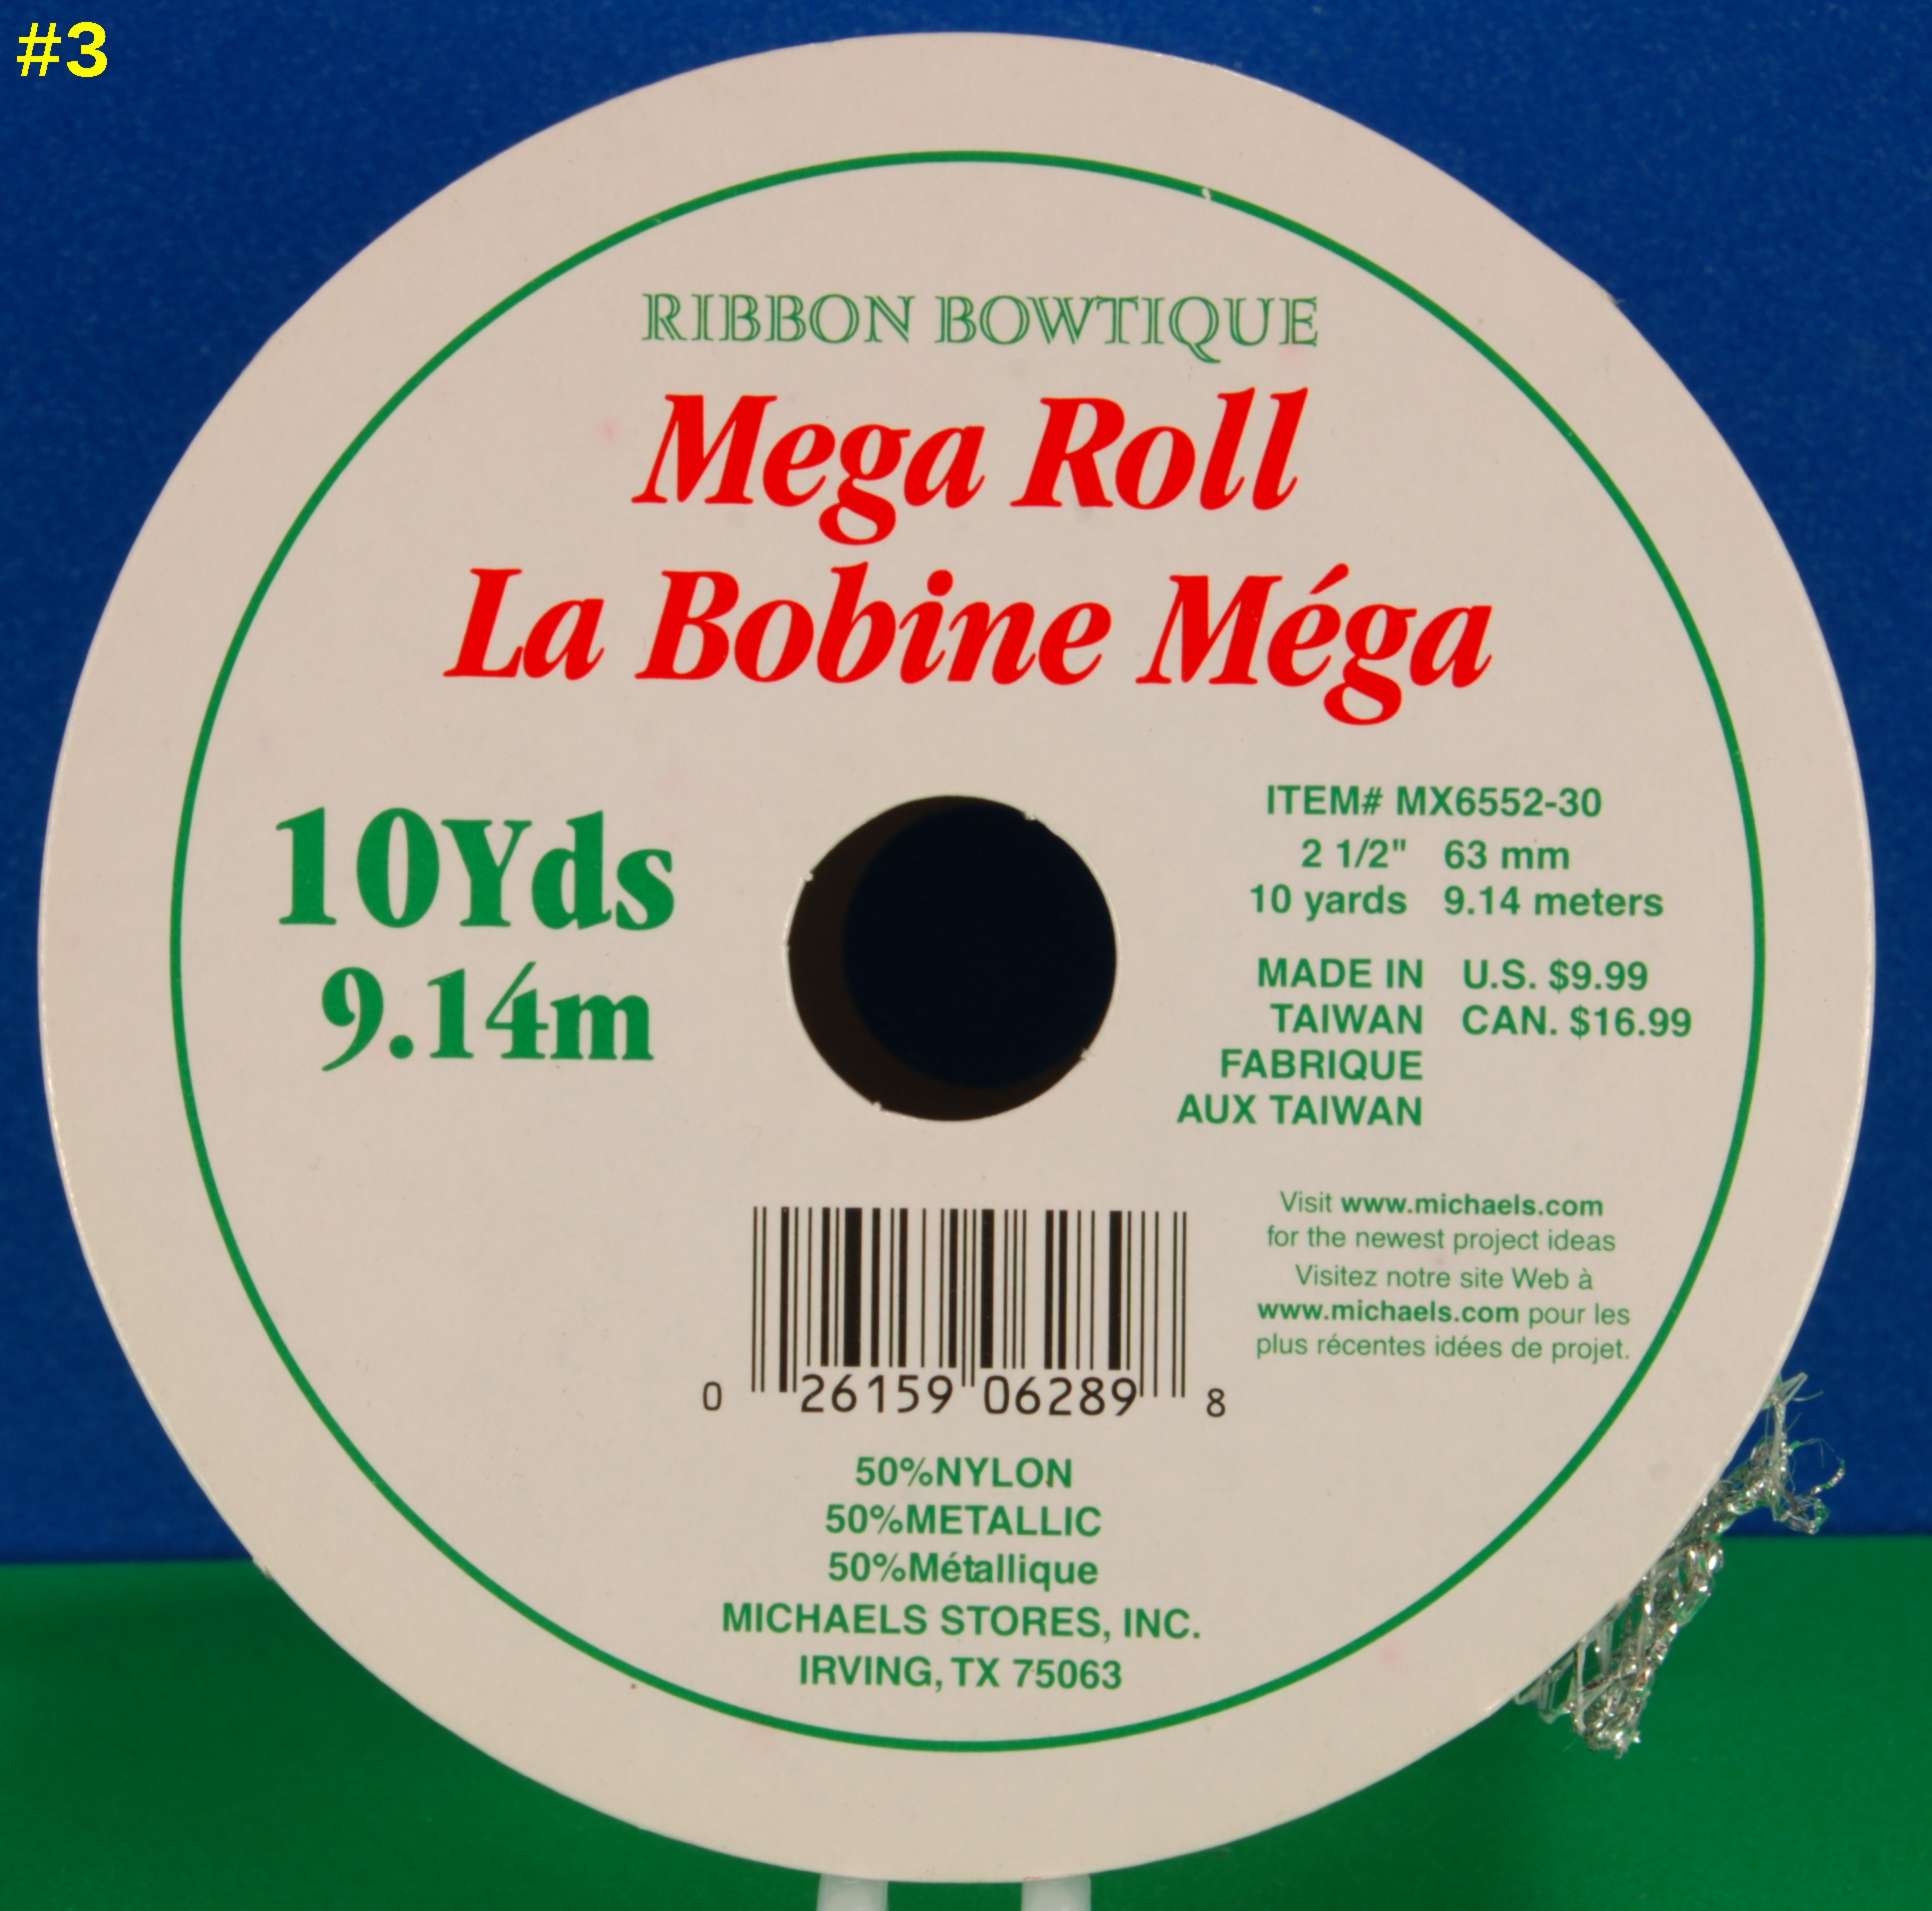 #3
RIBBON BOWTIQUE
Mega Roll
La Bobine Méga
10Yds
9.14m
ITEM# MX6552-30
2 1/2" 63 mm
10 yards 9.14 meters
MADE IN U.S. $9.99
TAIWAN CAN. $16.99
FABRIQUE
AUX TAIWAN
Visit www.michaels.com
for the newest project ideas
Visitez notre site Web à
www.michaels.com pour les
plus récentes idées de projet.
0 26159 06289 8
50%NYLON
50%METALLIC
50%Métallique
MICHAELS STORES, INC.
IRVING, TX 75063